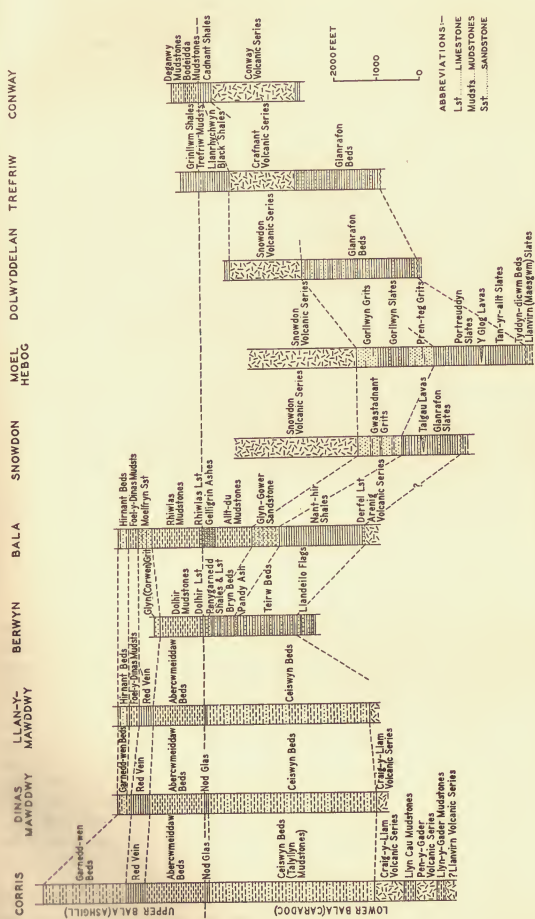 CORRIS
DINAS
MAWDDWY
LLAN-Y-
MAWDDWY
BERWYN
BALA
SNOWDON
MOEL
HEBOG
DOLWYDDELAN
TREFRIW
CONWAY
UPPER BALA (ASHGILL)
LOWER BALA (CARADOC)
Garnedd-wen
Beds
Red Vein
Abercwmeiddaw
Beds
Nod Glas
Ceiswyn Beds
(Talyllyn
Mudstones)
Craig-y-Llam
Volcanic Series
Llyn Cau Mudstones
Pen-y-Gader
Volcanic Series
Llyn-y-Gader Mudsts
?Llanvirn Volcanic Series
Garnedd-wen Beds
Red Vein
Abercwmeiddaw
Beds
Nod Glas
Ceiswyn Beds
Craig-y-Llam
Volcanic Series
Hirnant Beds
Foel-y-Dinas Mudsts
Red Vein
Abercwmeiddaw
Beds
Ceiswyn Beds
Glyn (Corwen) Grit
Dolhir
Mudstones
Dolhir Lst
Penygarnedd
Shales & Lst
Bryn Beds
Pandy Ash
Teirw Beds
Llandeilo Flags
Hirnant Beds
Foel-y-Dinas Mudsts
Moelfryn Sst
Rhiwlas
Mudstones
Rhiwlas Lst
Gelligrin Ashes
Allt-du
Mudstones
Glyn-Gower
Sandstone
Nant-hir
Shales
Derfel Lst
Arenig
Volcanic Series
?
Snowdon
Volcanic Series
Gwastadnant
Grits
Talgau Lavas
Glanrafon
Slates
Snowdon
Volcanic Series
Gorllwyn Grits
Gorllwyn Slates
Pren-teg Grits
Portreuddyn
Slates
Y Glog Lavas
Tan-yr-allt Slates
Tyddyn-dicwm Beds
Llanvirn (Maesgwm) Slates
Snowdon
Volcanic Series
Glanrafon
Beds
Grinllwm Shales
Trefriw Mudsts
Llanrhychwyn
Black Shales
Crafnant
Volcanic Series
Glanrafon
Beds
Deganwy
Mudstones
Bodeidda
Mudstones
Cadnant Shales
Conway
Volcanic Series
2000 FEET
1000
0
ABBREVIATIONS:—
Lst ...... LIMESTONE
Mudsts ... MUDSTONES
Sst ...... SANDSTONE